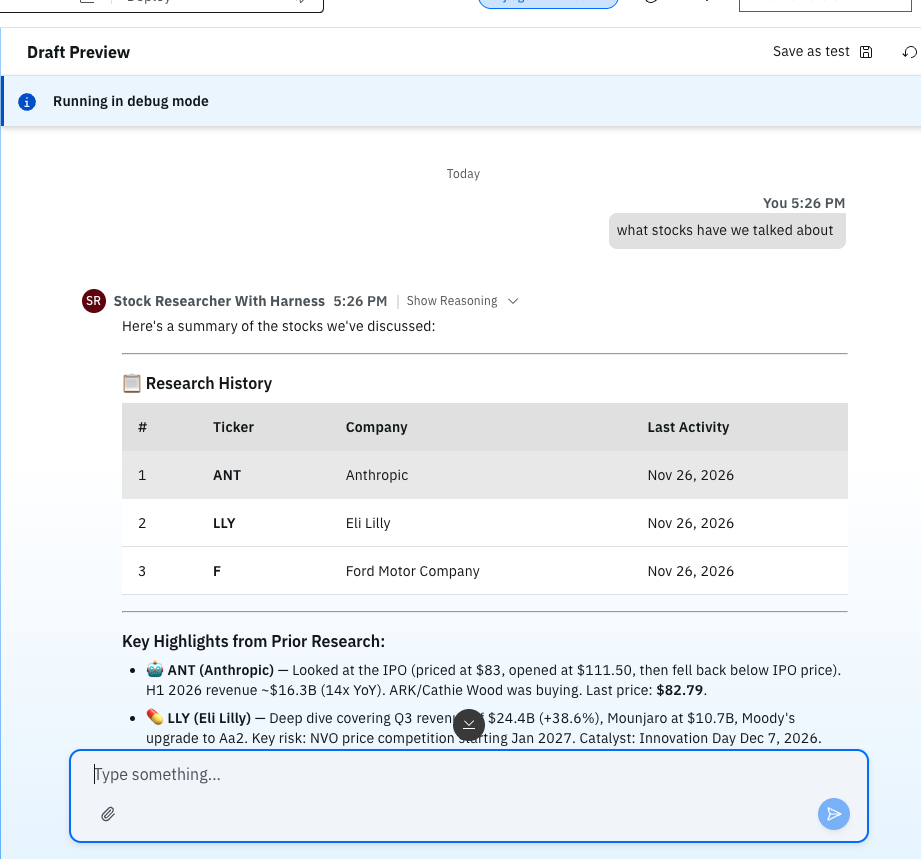 Draft Preview
Save as test
Running in debug mode
Today
You 5:26 PM
what stocks have we talked about
SR
Stock Researcher With Harness 5:26 PM | Show Reasoning
Here's a summary of the stocks we've discussed:
📋 Research History
# Ticker Company Last Activity
1 ANT Anthropic Nov 26, 2026
2 LLY Eli Lilly Nov 26, 2026
3 F Ford Motor Company Nov 26, 2026
Key Highlights from Prior Research:
• 🤖 ANT (Anthropic) — Looked at the IPO (priced at $83, opened at $111.50, then fell back below IPO price).
H1 2026 revenue ~$16.3B (14x YoY). ARK/Cathie Wood was buying. Last price: $82.79.
• 💊 LLY (Eli Lilly) — Deep dive covering Q3 $24.4B (+38.6%), Mounjaro at $10.7B, Moody's
upgrade to Aa2. Key risk: NVO price competition starting Jan 2027. Catalyst: Innovation Day Dec 7, 2026.
Type something...